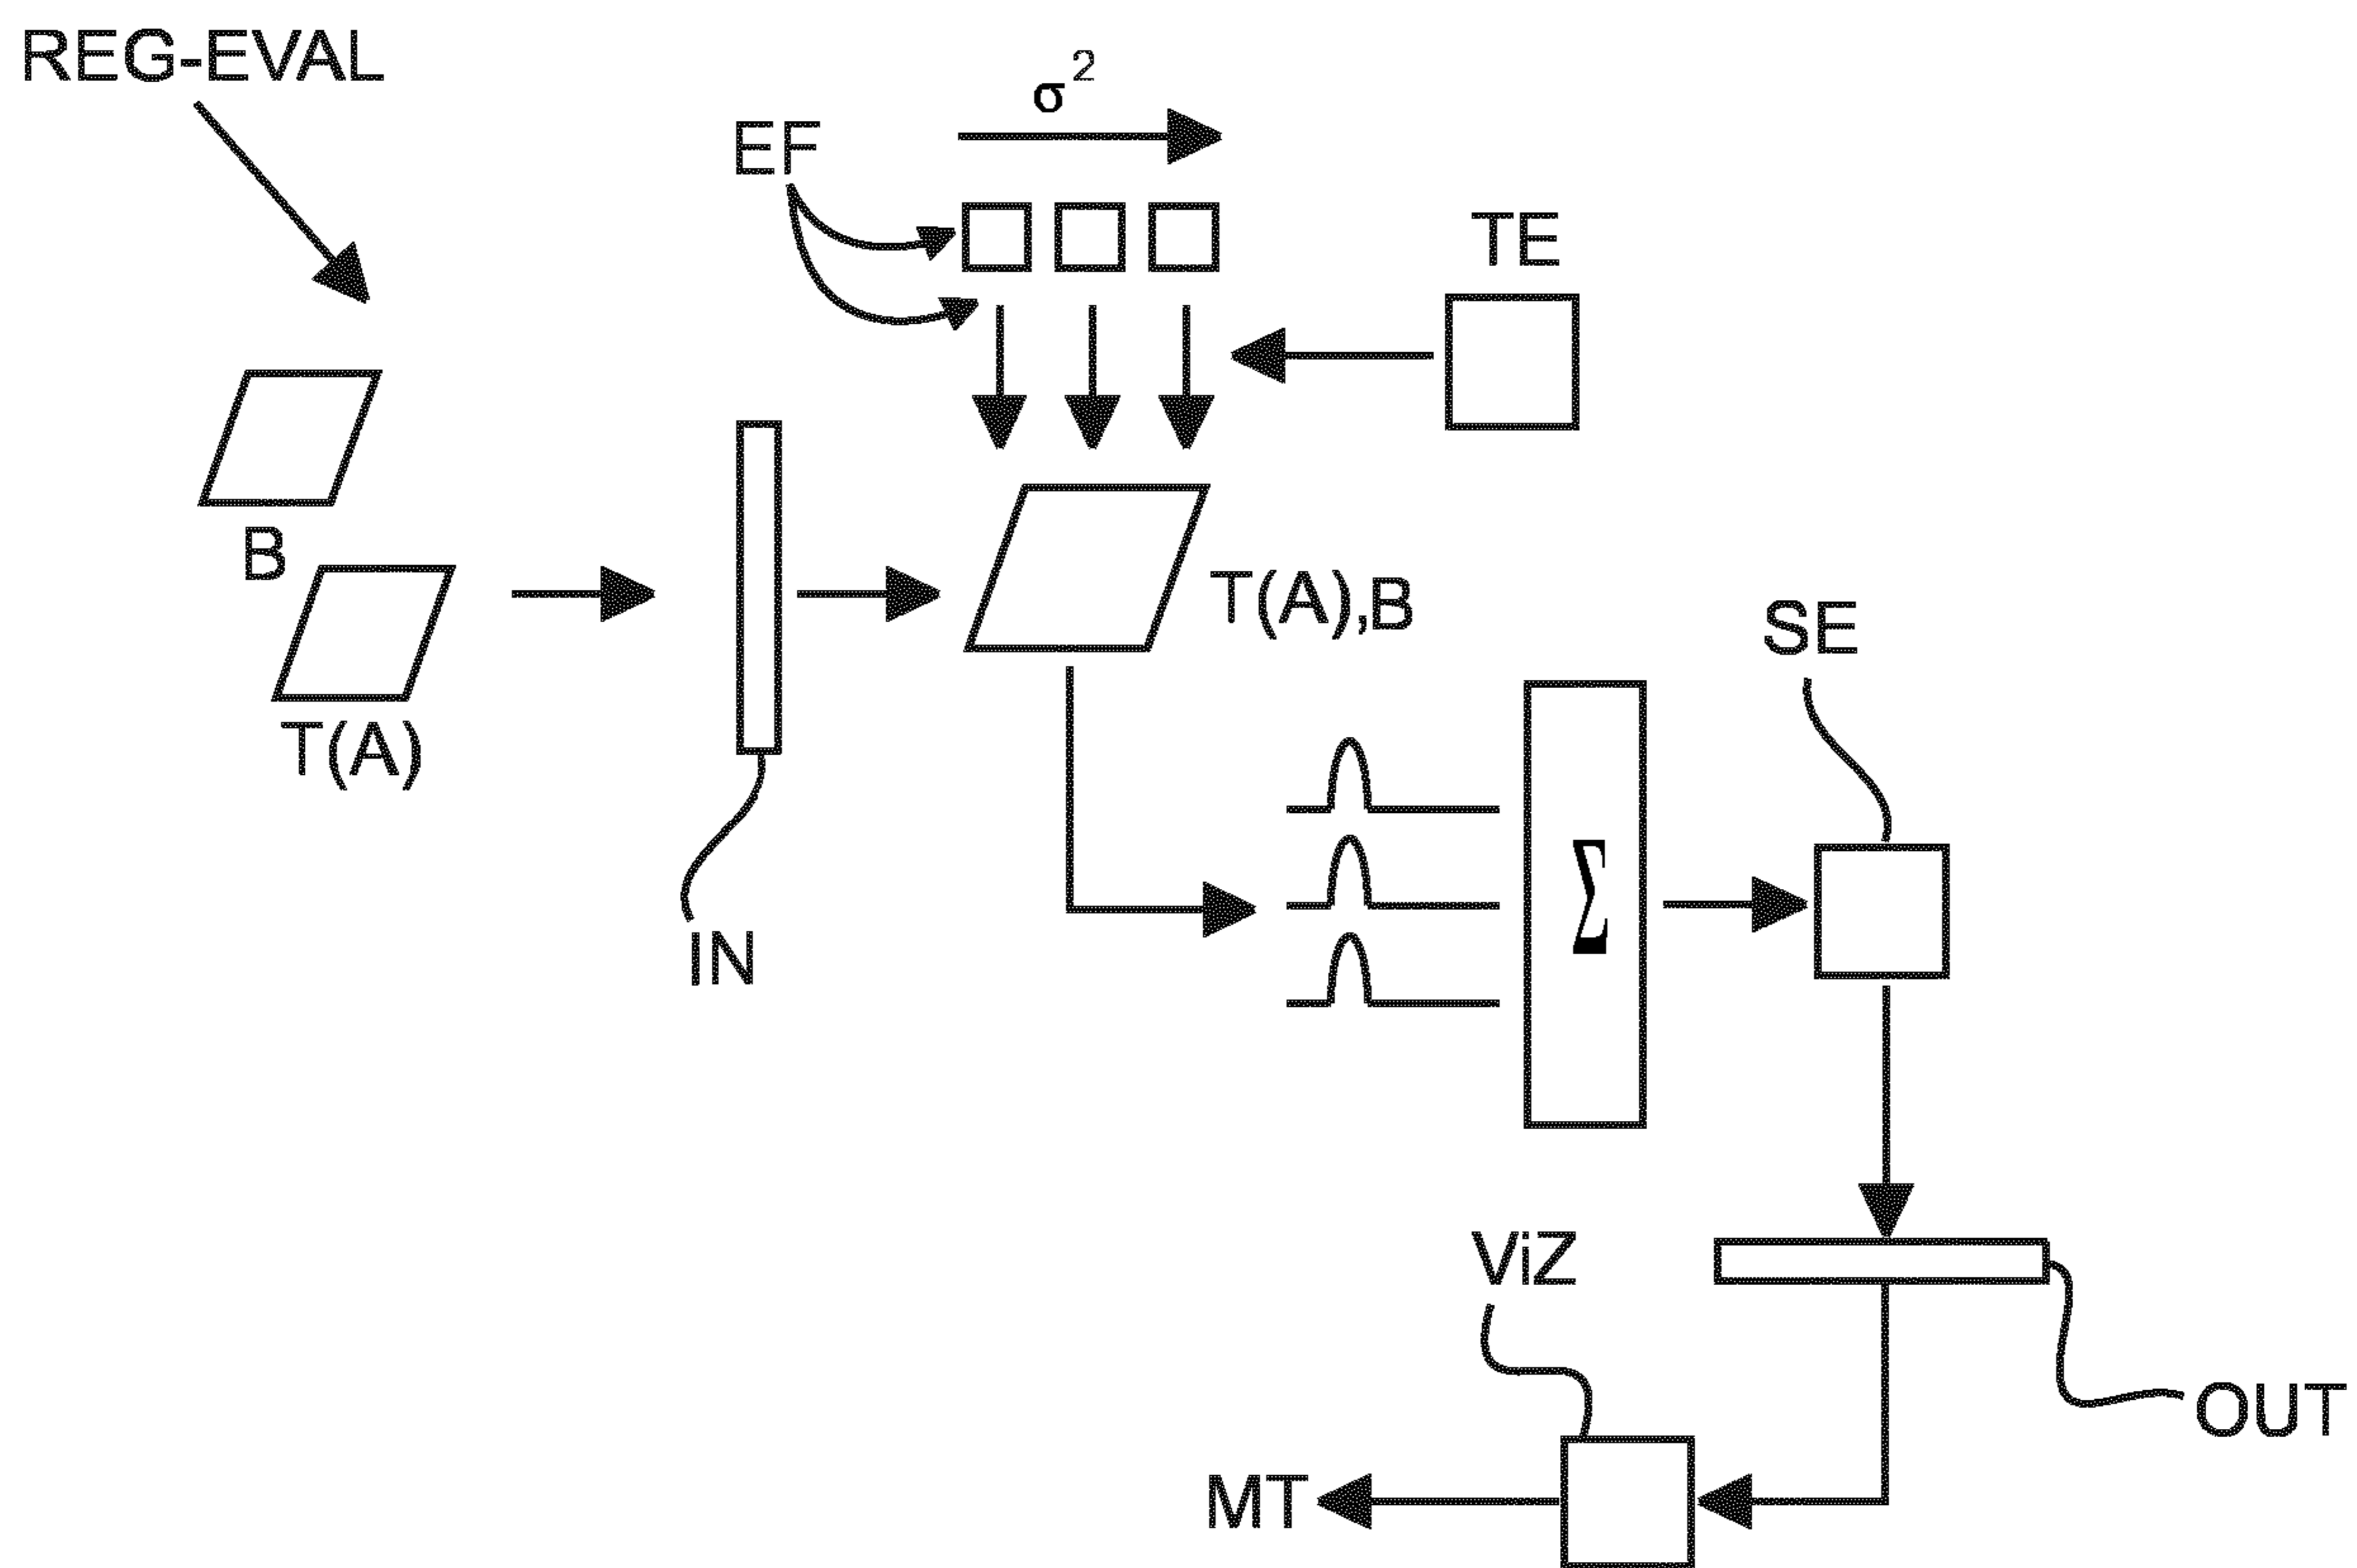 REG-EVAL
σ²
EF
TE
B
T(A)
T(A),B
SE
Σ
IN
ViZ
OUT
MT